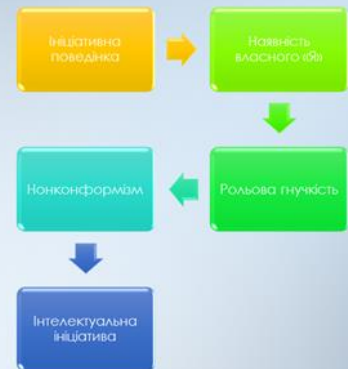 Ініціативна
поведінка
Наявність
власного «Я»
Рольова гнучкість
Нонконформізм
Інтелектуальна
ініціатива